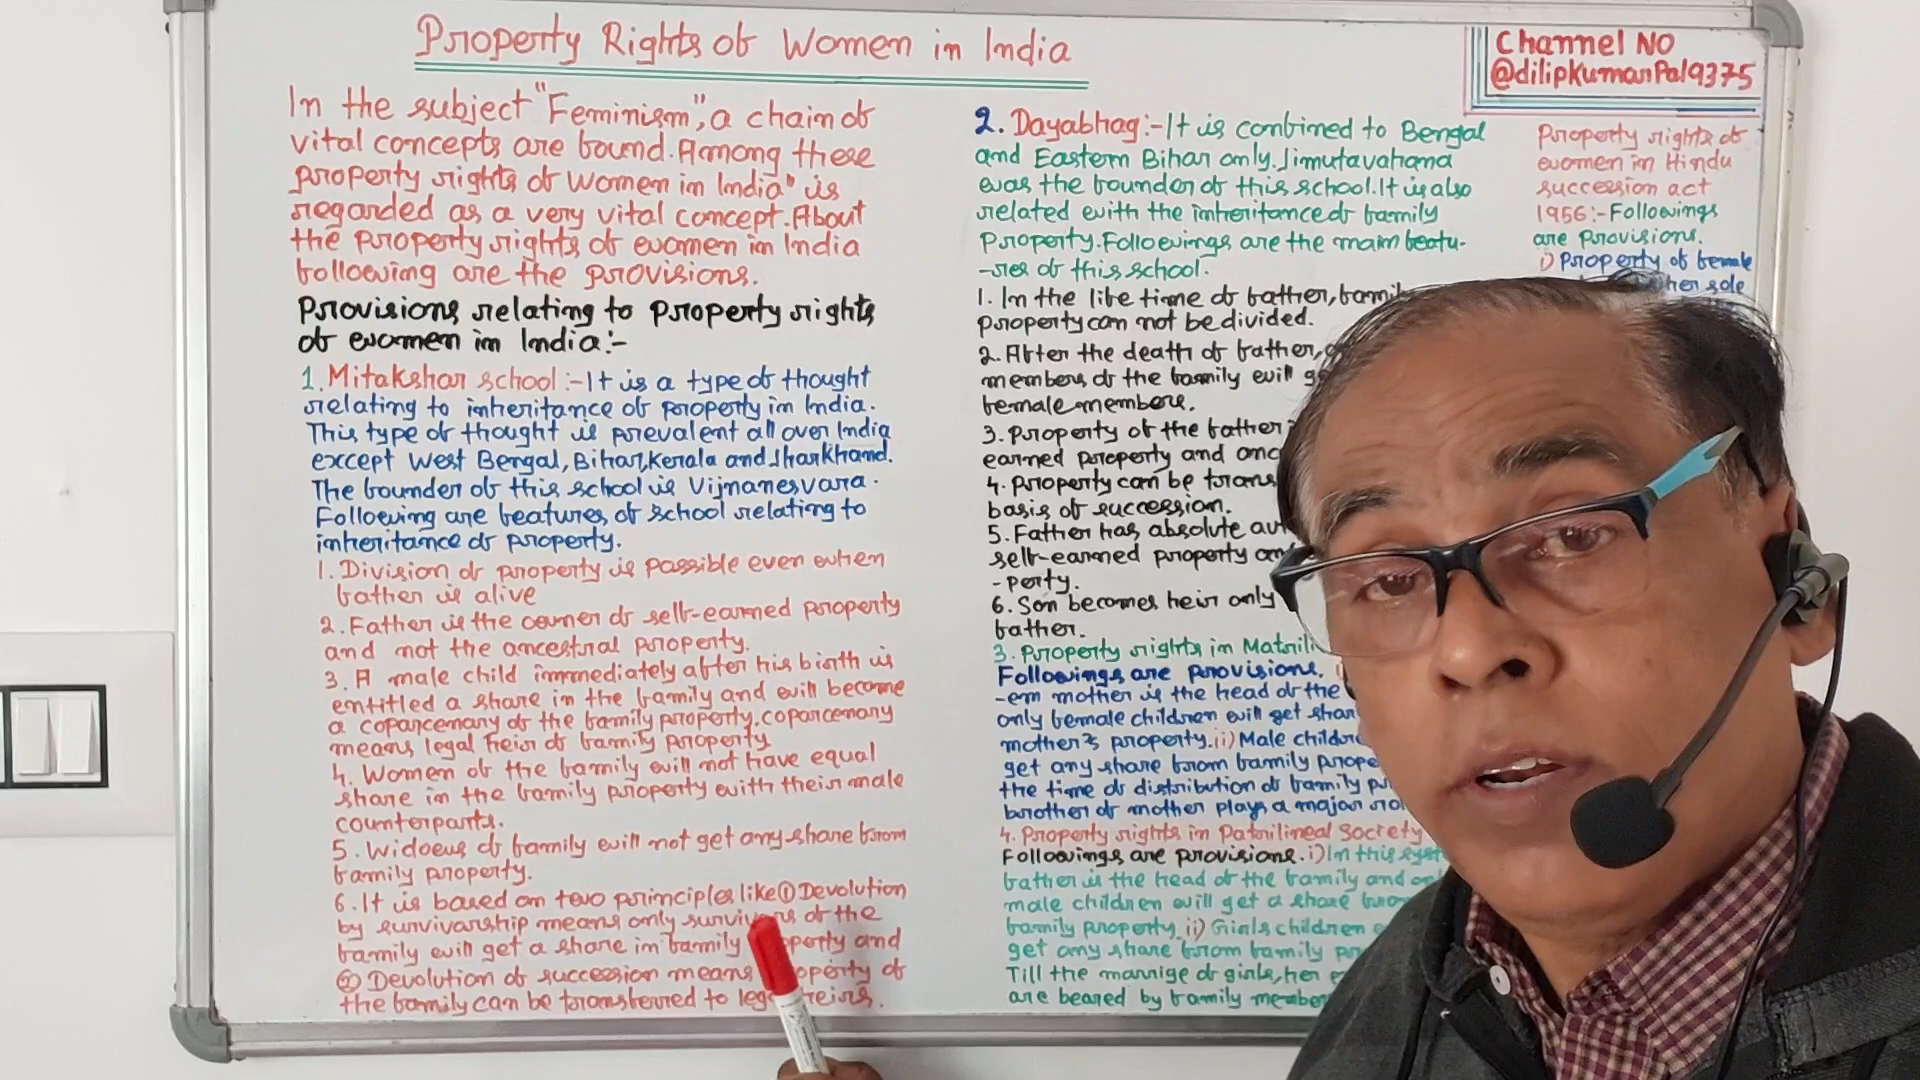 Property Rights of Women in India
Channel NO
@dilipkumarpal9375
In the subject "Feminism", a chain of
vital concepts are bound. Among these
property rights of women in India" is
regarded as a very vital concept. About
the property rights of women in India
following are the provisions.
Provisions relating to property rights
of women in India:-
1. Mitakshar school:- It is a type of thought
relating to inheritance of property in India.
This type of thought is prevalent all over India
except West Bengal, Bihar, Kerala and Jharkhand.
The founder of this school is Vijnanesvara.
Following are features of school relating to
inheritance of property.
1. Division of property is possible even when
father is alive
2. Father is the owner of self-earned property
and not the ancestral property.
3. A male child immediately after his birth is
entitled a share in the family and will become
a coparcenary of the family property. coparcenary
means legal heir of family property
4. Women of the family will not have equal
share in the family property with their male
counterparts.
5. Widows of family will not get any share from
family property.
6. It is based on two principles like ① Devolution
by survivorship means only survivors of the
family will get a share in family property and
② Devolution of succession means property of
the family can be transferred to legal heirs.
2. Dayabhag:- It is confined to Bengal
and Eastern Bihar only. Jimutavahana
was the founder of this school. It is also
related with the inheritance of family
property. Followings are the main featu-
-res of this school.
1. In the life time of father, family
property can not be divided.
2. After the death of father,
members of the family will
female members.
3. Property of the father
earned property and
4. Property can be
basis of succession.
5. Father has absolute
self-earned property
-perty.
6. Son becomes heir only
father.
3. Property rights in
Followings are provisions.
-em mother is the head of the
only female children will get
mother's property. ii) Male
get any share from family
the time of distribution of family
brother of mother plays a major
4. Property rights in Patrilineal Society
Followings are provisions. i) In this
father is the head of the family and
male children will get a share
family property. ii) Girls children
get any share from family
Till the marrige of girls, her
are beared by family
Property rights of
women in Hindu
succession act
1956:- Followings
are provisions.
i) Property of female
her sole